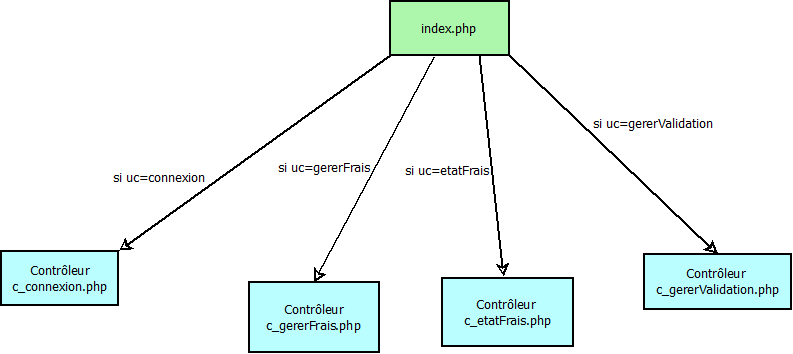 index.php
si uc=gererValidation
si uc=gererFrais
si uc=etatFrais
si uc=connexion
Contrôleur
c_connexion.php
Contrôleur
c_gererFrais.php
Contrôleur
c_etatFrais.php
Contrôleur
c_gererValidation.php